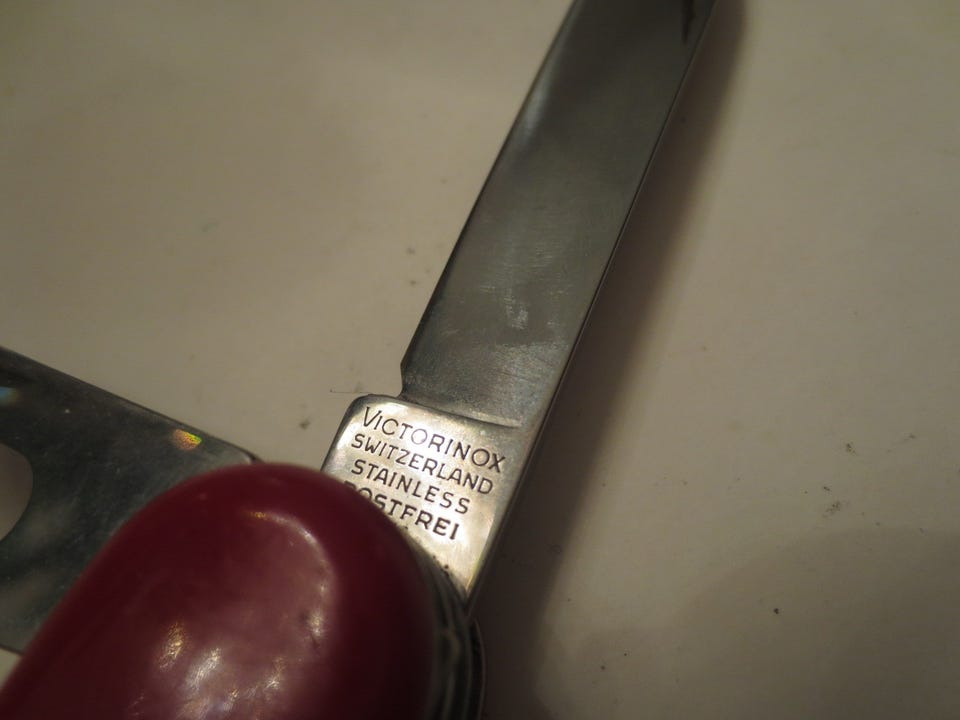 VICTORINOX
SWITZERLAND
STAINLESS
ROSTFREI